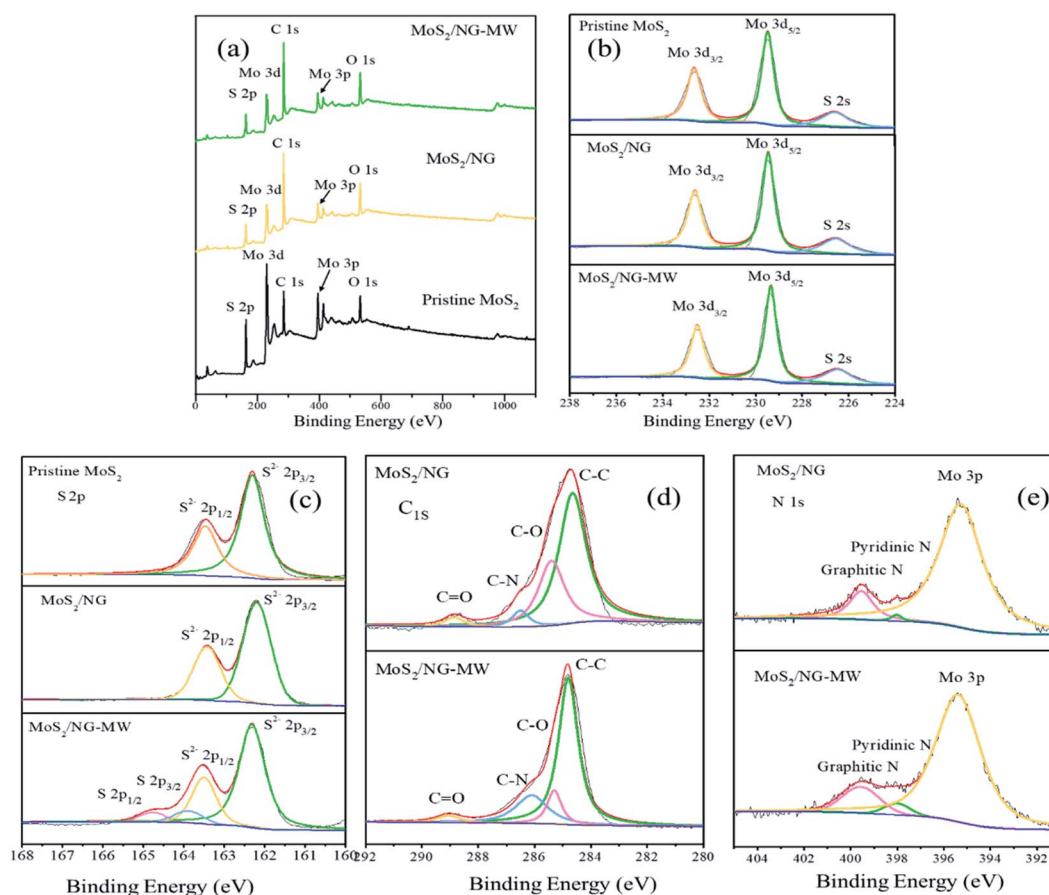 (a)
MoS₂/NG-MW
C 1s
Mo 3d
Mo 3p
O 1s
S 2p
MoS₂/NG
C 1s
Mo 3d
Mo 3p
O 1s
S 2p
Pristine MoS₂
Mo 3d
C 1s
Mo 3p
O 1s
S 2p
0 200 400 600 800 1000
Binding Energy (eV)
(b)
Pristine MoS₂
Mo 3d₃/₂
Mo 3d₅/₂
S 2s
MoS₂/NG
Mo 3d₃/₂
Mo 3d₅/₂
S 2s
MoS₂/NG-MW
Mo 3d₃/₂
Mo 3d₅/₂
S 2s
238 236 234 232 230 228 226 224
Binding Energy (eV)
(c)
Pristine MoS₂
S 2p
S²⁻ 2p₁/₂
S²⁻ 2p₃/₂
MoS₂/NG
S²⁻ 2p₁/₂
S²⁻ 2p₃/₂
MoS₂/NG-MW
S 2p₁/₂
S 2p₃/₂
S²⁻ 2p₁/₂
S²⁻ 2p₃/₂
168 167 166 165 164 163 162 161 160
Binding Energy (eV)
(d)
MoS₂/NG
C₁S
C=O
C-N
C-O
C-C
MoS₂/NG-MW
C=O
C-N
C-O
C-C
292 290 288 286 284 282 280
Binding Energy (eV)
(e)
MoS₂/NG
N 1s
Mo 3p
Pyridinic N
Graphitic N
MoS₂/NG-MW
Mo 3p
Pyridinic N
Graphitic N
404 402 400 398 396 394 392
Binding Energy (eV)